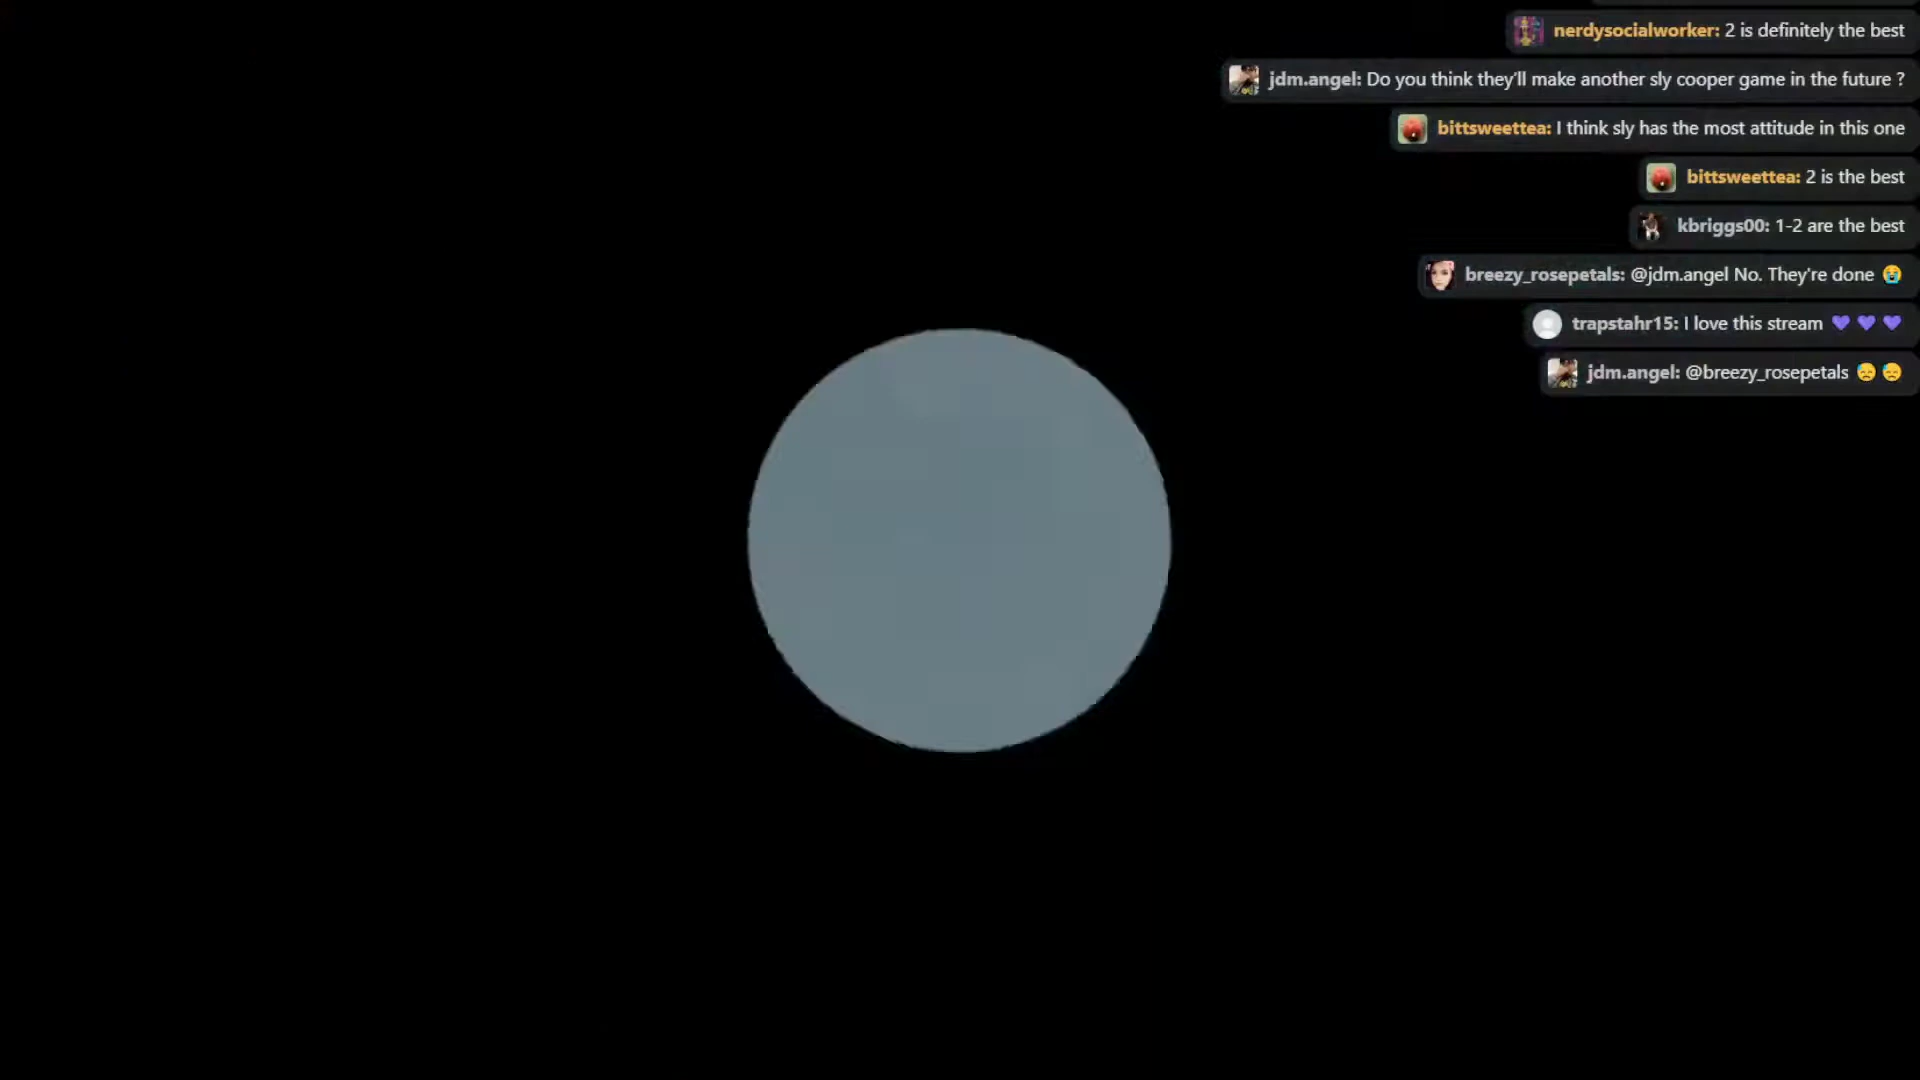 nerdysocialworker: 2 is definitely the best
jdm.angel: Do you think they'll make another sly cooper game in the future ?
bittsweettea: I think sly has the most attitude in this one
bittsweettea: 2 is the best
kbriggs00: 1-2 are the best
breezy_rosepetals: @jdm.angel No. They're done 😭
trapstahr15: I love this stream 💜 💜 💜
jdm.angel: @breezy_rosepetals 😓 😓